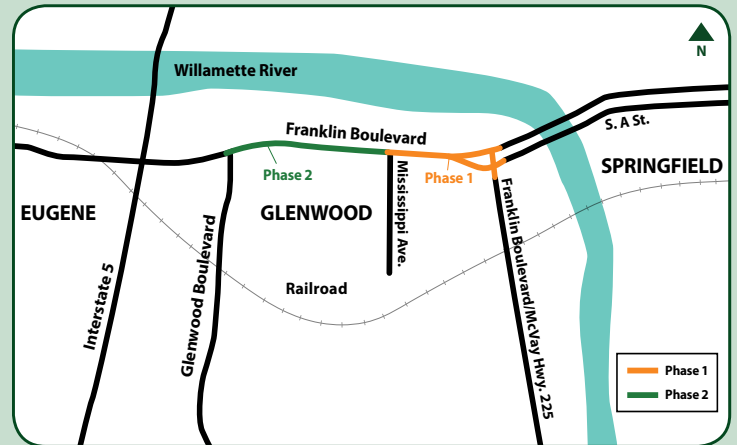 N
Willamette River
Franklin Boulevard
S. A St.
Phase 2
Phase 1
SPRINGFIELD
EUGENE
GLENWOOD
Mississippi Ave.
Franklin Boulevard/McVay Hwy. 225
Interstate 5
Glenwood Boulevard
Railroad
Phase 1
Phase 2